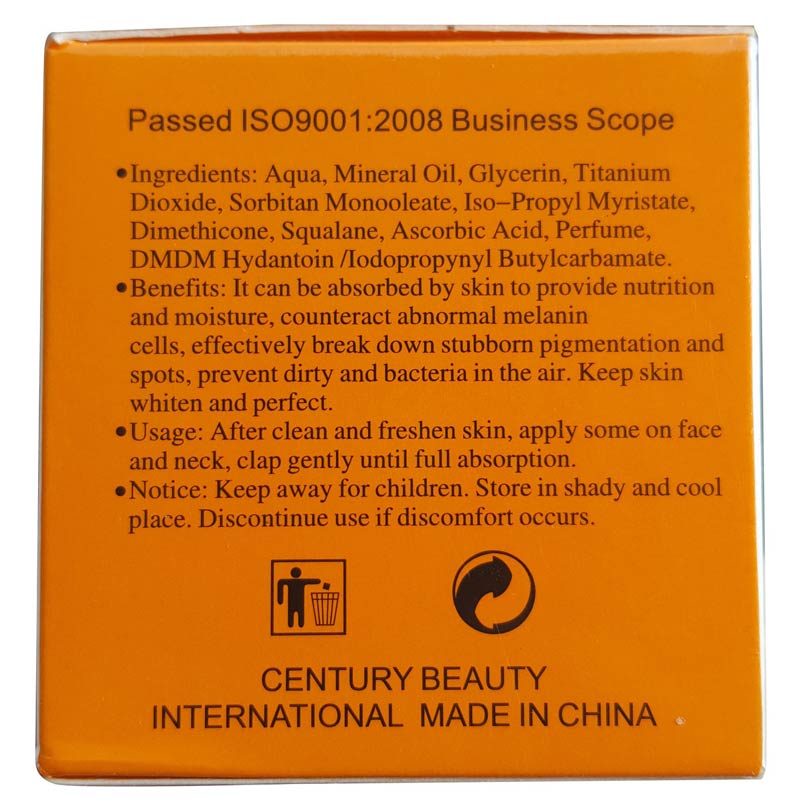 Passed ISO9001:2008 Business Scope
•Ingredients: Aqua, Mineral Oil, Glycerin, Titanium
Dioxide, Sorbitan Monooleate, Iso–Propyl Myristate,
Dimethicone, Squalane, Ascorbic Acid, Perfume,
DMDM Hydantoin /Iodopropynyl Butylcarbamate.
•Benefits: It can be absorbed by skin to provide nutrition
and moisture, counteract abnormal melanin
cells, effectively break down stubborn pigmentation and
spots, prevent dirty and bacteria in the air. Keep skin
whiten and perfect.
•Usage: After clean and freshen skin, apply some on face
and neck, clap gently until full absorption.
•Notice: Keep away for children. Store in shady and cool
place. Discontinue use if discomfort occurs.
CENTURY BEAUTY
INTERNATIONAL MADE IN CHINA